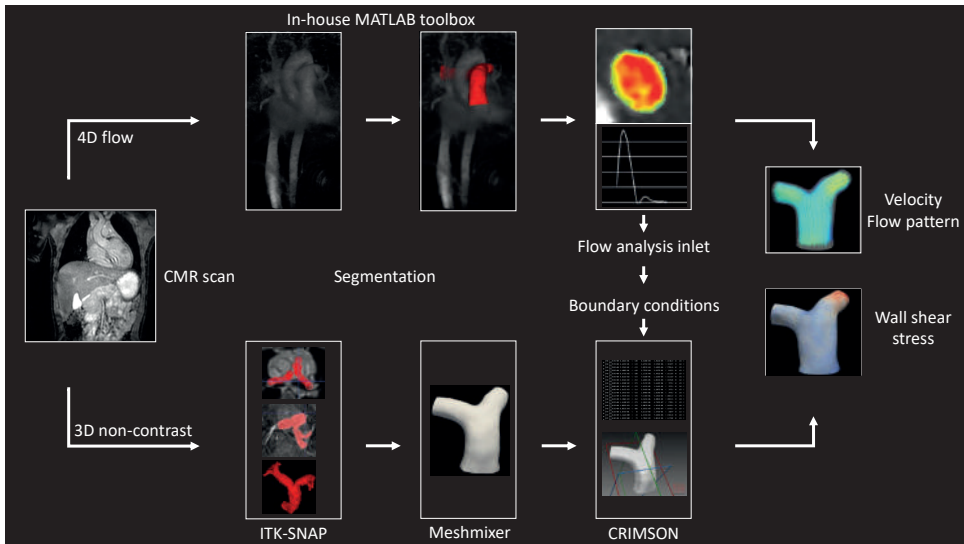 In-house MATLAB toolbox
4D flow
Velocity
Flow pattern
Flow analysis inlet
CMR scan
Segmentation
Boundary conditions
Wall shear
stress
3D non-contrast
ITK-SNAP
Meshmixer
CRIMSON